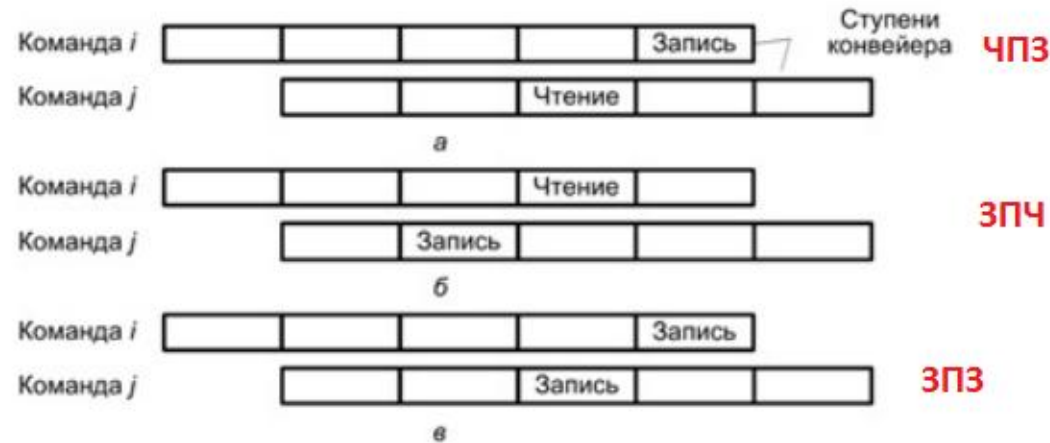 Команда i Запись Ступени конвейера ЧПЗ
Команда j Чтение
а
Команда i Чтение ЗПЧ
Команда j Запись
б
Команда i Запись
Команда j Запись ЗПЗ
в